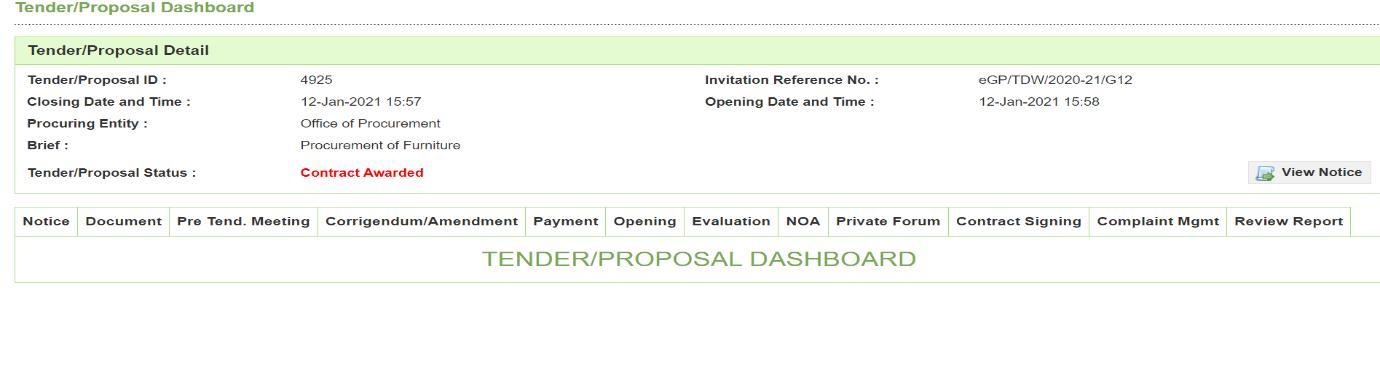 Tender/Proposal Dashboard
Tender/Proposal Detail
Tender/Proposal ID : 4925 Invitation Reference No. : eGP/TDW/2020-21/G12
Closing Date and Time : 12-Jan-2021 15:57 Opening Date and Time : 12-Jan-2021 15:58
Procuring Entity : Office of Procurement
Brief : Procurement of Furniture
Tender/Proposal Status : Contract Awarded View Notice
Notice Document Pre Tend. Meeting Corrigendum/Amendment Payment Opening Evaluation NOA Private Forum Contract Signing Complaint Mgmt Review Report
TENDER/PROPOSAL DASHBOARD